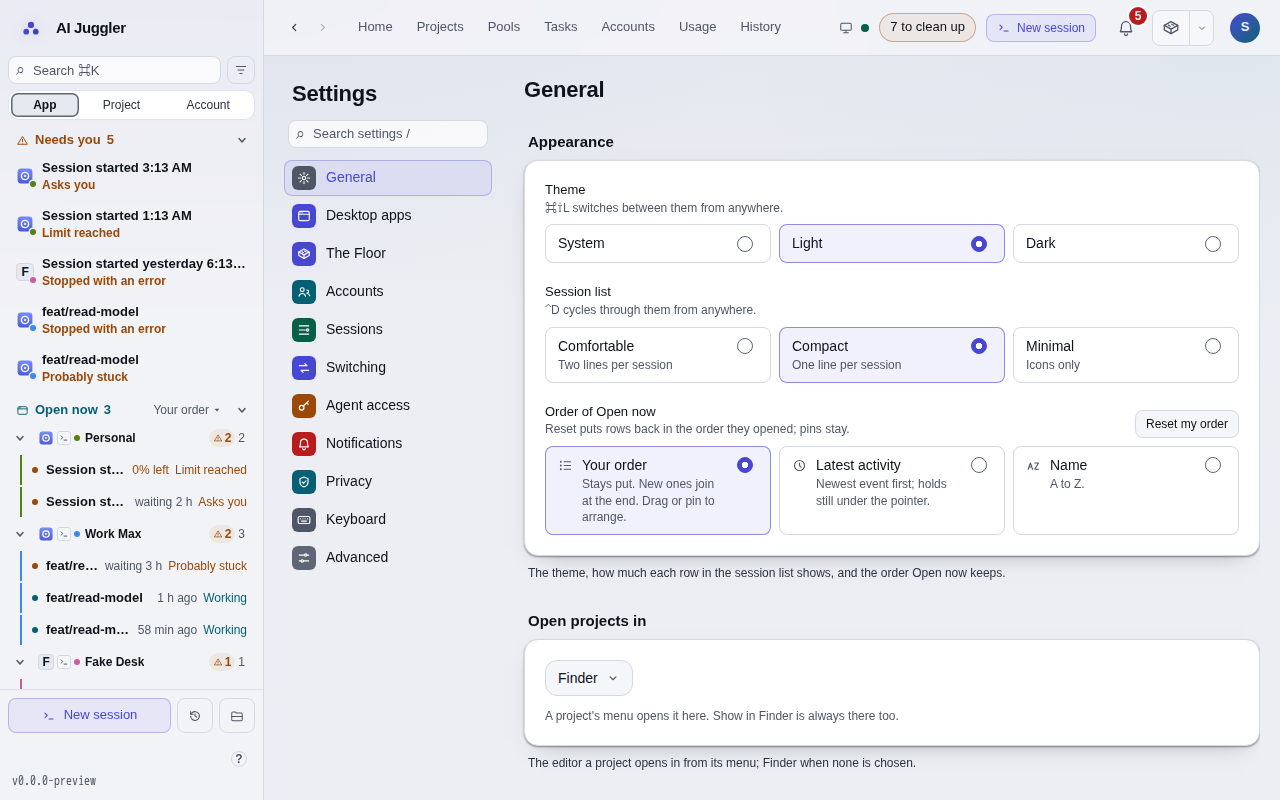 AI Juggler
Search ⌘K
App Project Account
Needs you 5
Session started 3:13 AM
Asks you
Session started 1:13 AM
Limit reached
F Session started yesterday 6:13…
Stopped with an error
feat/read-model
Stopped with an error
feat/read-model
Probably stuck
Open now 3 Your order
Personal 2 2
Session st… 0% left Limit reached
Session st… waiting 2 h Asks you
Work Max 2 3
feat/re… waiting 3 h Probably stuck
feat/read-model 1 h ago Working
feat/read-m… 58 min ago Working
F Fake Desk 1 1
New session
?
v0.0.0-preview
Home Projects Pools Tasks Accounts Usage History
7 to clean up
New session
5
S
Settings
Search settings /
General
Desktop apps
The Floor
Accounts
Sessions
Switching
Agent access
Notifications
Privacy
Keyboard
Advanced
General
Appearance
Theme
⌘⇧L switches between them from anywhere.
System Light Dark
Session list
⌃D cycles through them from anywhere.
Comfortable Compact Minimal
Two lines per session One line per session Icons only
Order of Open now
Reset puts rows back in the order they opened; pins stay.
Reset my order
Your order
Stays put. New ones join
at the end. Drag or pin to
arrange.
Latest activity
Newest event first; holds
still under the pointer.
AZ Name
A to Z.
The theme, how much each row in the session list shows, and the order Open now keeps.
Open projects in
Finder
A project's menu opens it here. Show in Finder is always there too.
The editor a project opens in from its menu; Finder when none is chosen.